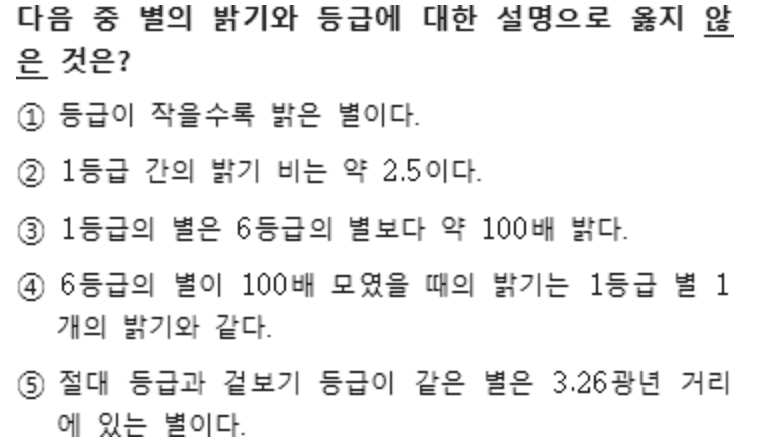 다음 중 별의 밝기와 등급에 대한 설명으로 옳지 않
은 것은?
① 등급이 작을수록 밝은 별이다.
② 1등급 간의 밝기 비는 약 2.5이다.
③ 1등급의 별은 6등급의 별보다 약 100배 밝다.
④ 6등급의 별이 100배 모였을 때의 밝기는 1등급 별 1
개의 밝기와 같다.
⑤ 절대 등급과 겉보기 등급이 같은 별은 3.26광년 거리
에 있는 별이다.